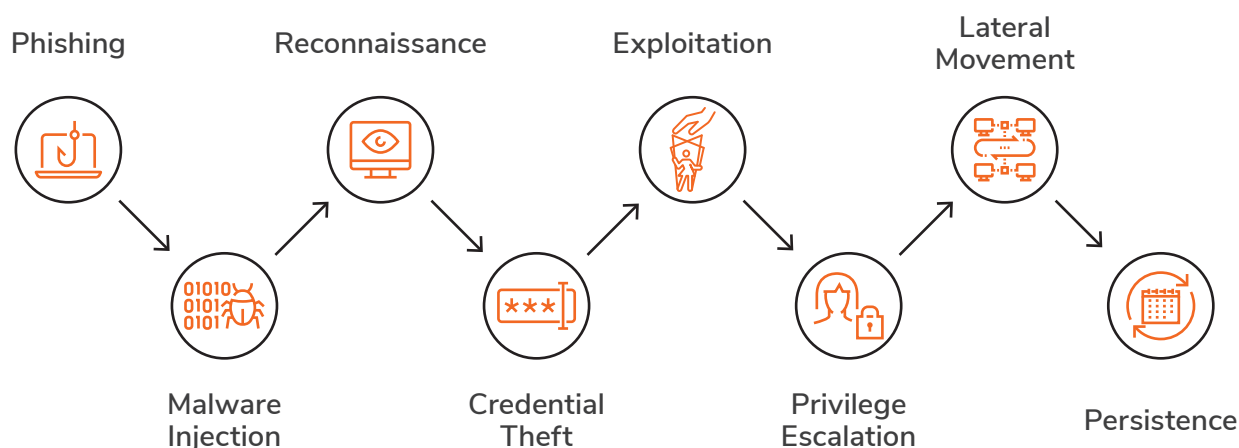 Phishing
Malware
Injection
Reconnaissance
Credential
Theft
Exploitation
Privilege
Escalation
Lateral
Movement
Persistence
01010
0101
0101
***